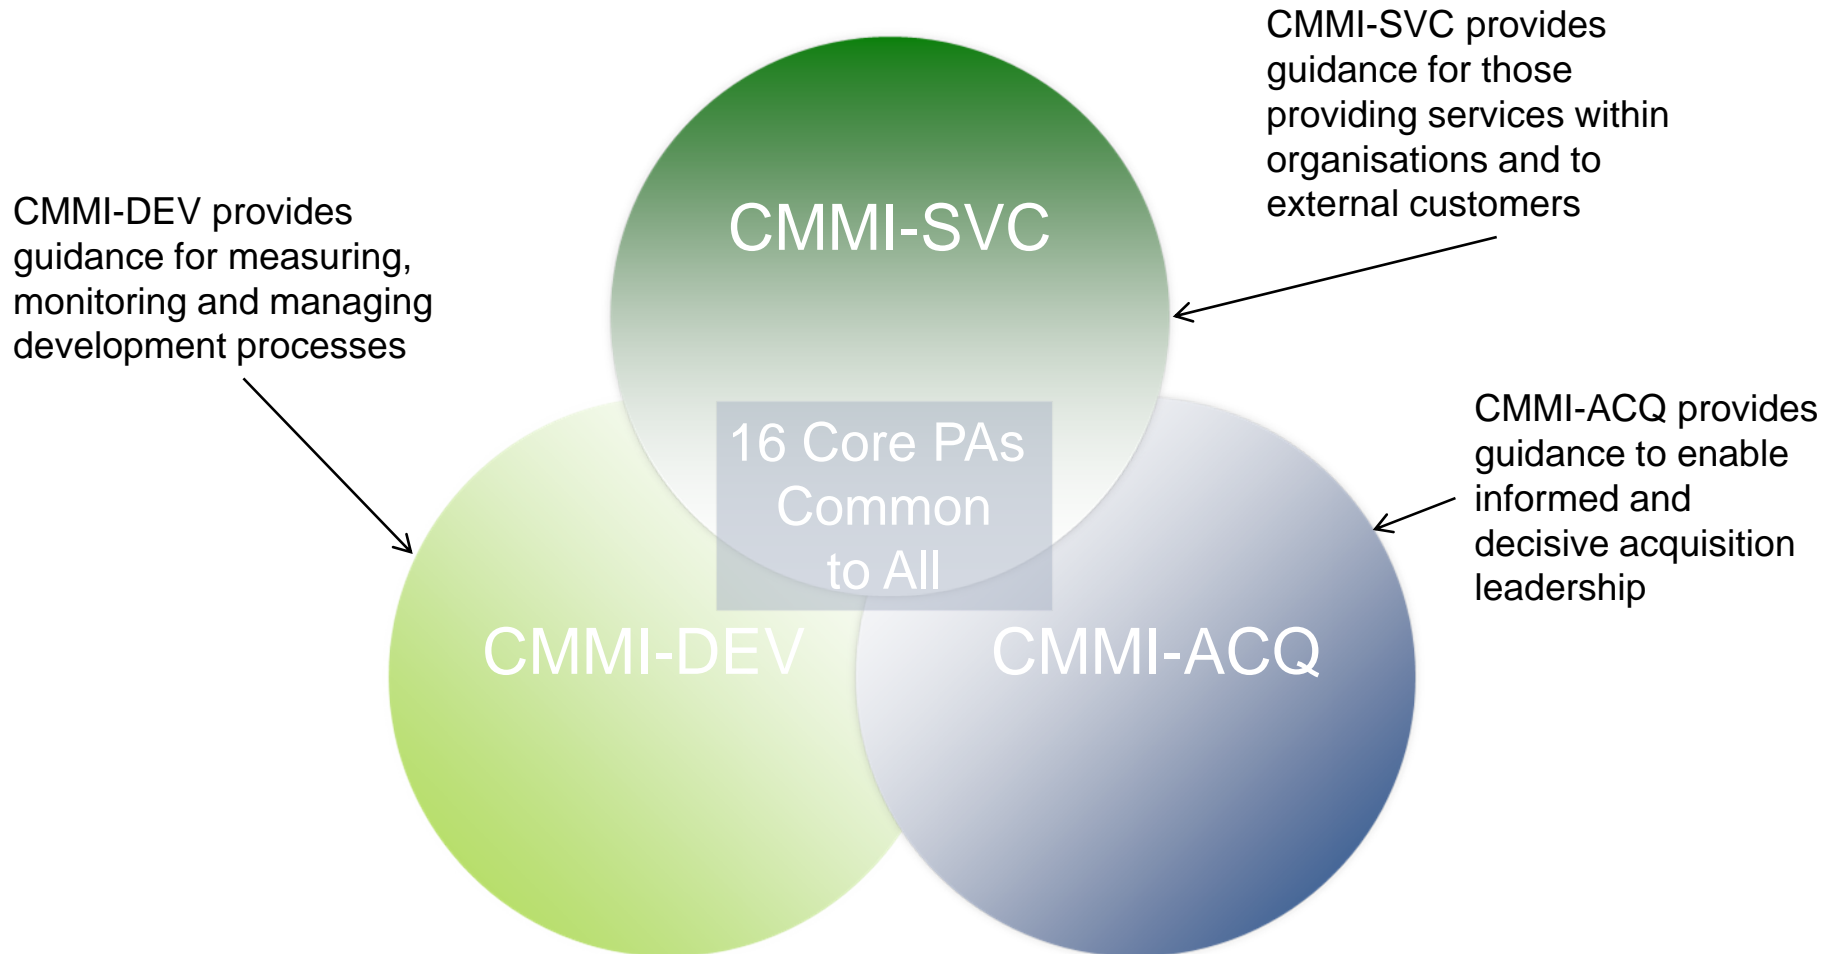 CMMI-SVC provides
guidance for those
providing services within
organisations and to
external customers
CMMI-DEV provides
guidance for measuring,
monitoring and managing
development processes
CMMI-SVC
CMMI-ACQ provides
guidance to enable
informed and
decisive acquisition
leadership
16 Core PAs
Common
to All
CMMI-DEV
CMMI-ACQ